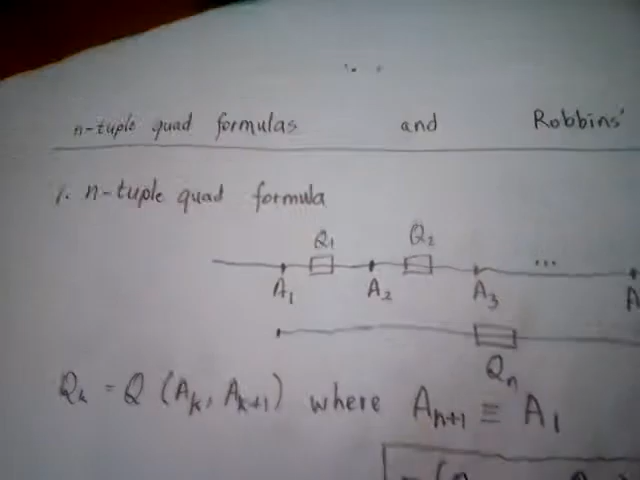 n-tuple quad formulas and Robbins'
1. n-tuple quad formula
Q₁ Q₂
...
A₁ A₂ A₃ A
Qₙ
Qₖ = Q (Aₖ, Aₖ₊₁) where Aₙ₊₁ ≡ A₁